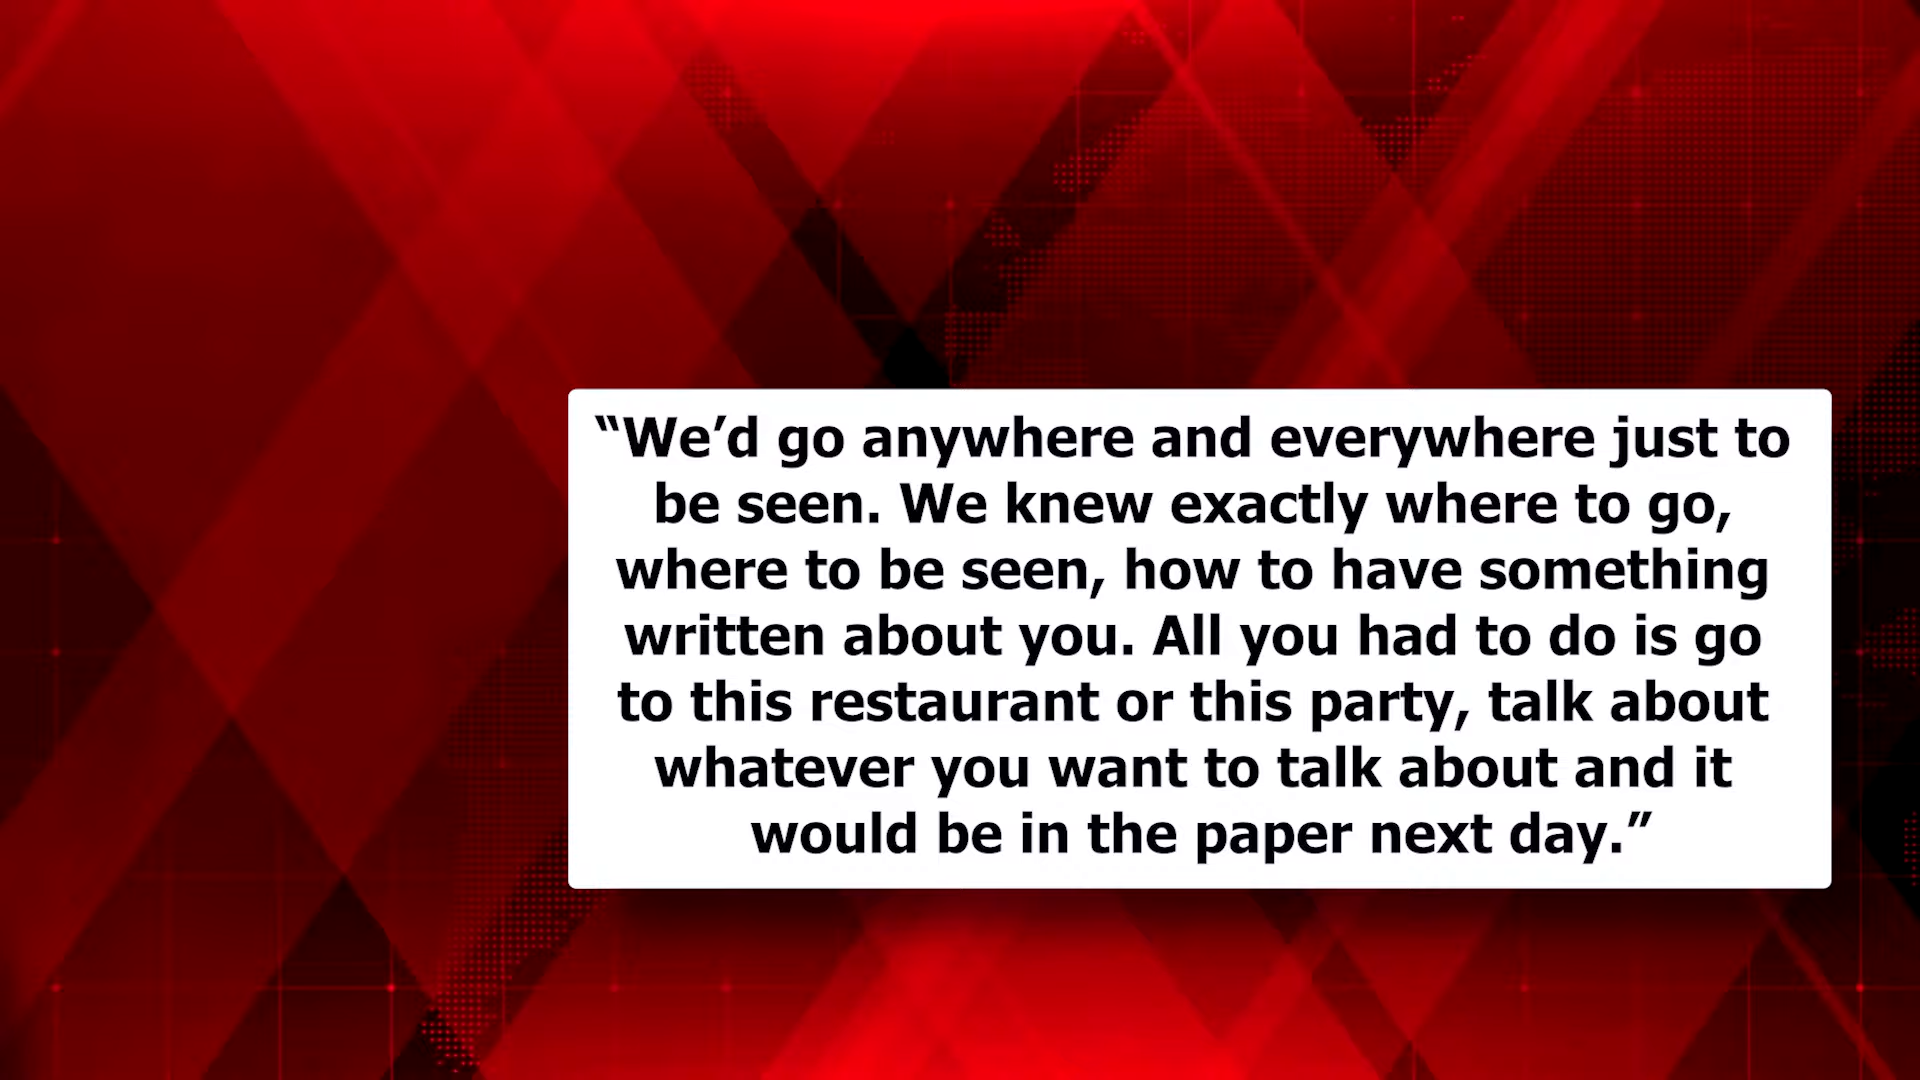 “We’d go anywhere and everywhere just to
be seen. We knew exactly where to go,
where to be seen, how to have something
written about you. All you had to do is go
to this restaurant or this party, talk about
whatever you want to talk about and it
would be in the paper next day.”